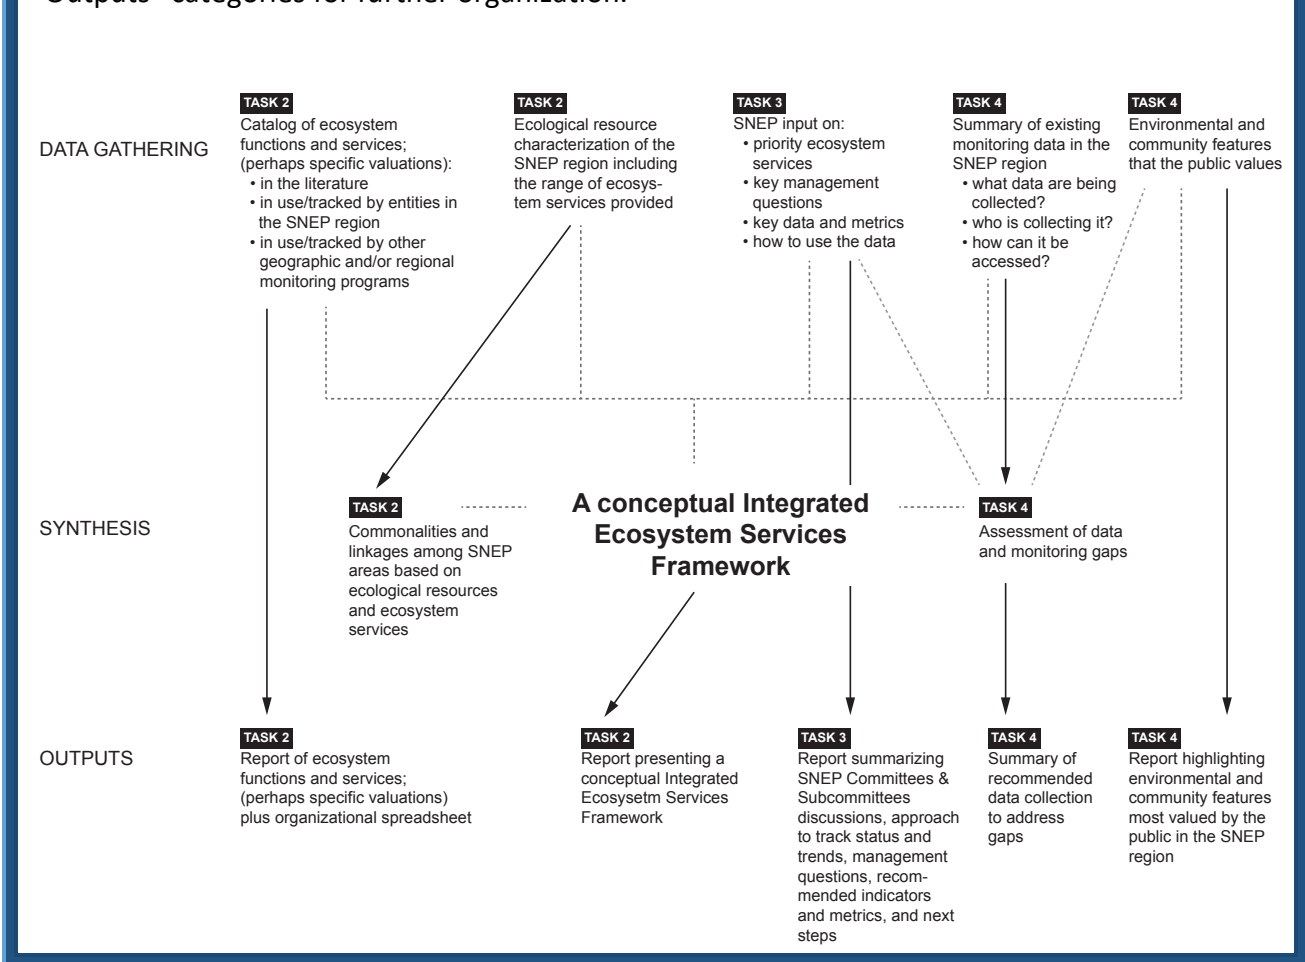 "Outputs" categories for further organization.
DATA GATHERING
TASK 2
Catalog of ecosystem
functions and services;
(perhaps specific valuations):
• in the literature
• in use/tracked by entities in
the SNEP region
• in use/tracked by other
geographic and/or regional
monitoring programs
TASK 2
Ecological resource
characterization of the
SNEP region including
the range of ecosys-
tem services provided
TASK 3
SNEP input on:
• priority ecosystem
services
• key management
questions
• key data and metrics
• how to use the data
TASK 4
Summary of existing
monitoring data in the
SNEP region
• what data are being
collected?
• who is collecting it?
• how can it be
accessed?
TASK 4
Environmental and
community features
that the public values
SYNTHESIS
TASK 2
Commonalities and
linkages among SNEP
areas based on
ecological resources
and ecosystem
services
A conceptual Integrated
Ecosystem Services
Framework
TASK 4
Assessment of data
and monitoring gaps
OUTPUTS
TASK 2
Report of ecosystem
functions and services;
(perhaps specific valuations)
plus organizational spreadsheet
TASK 2
Report presenting a
conceptual Integrated
Ecosysetm Services
Framework
TASK 3
Report summarizing
SNEP Committees &
Subcommittees
discussions, approach
to track status and
trends, management
questions, recom-
mended indicators
and metrics, and next
steps
TASK 4
Summary of
recommended
data collection
to address
gaps
TASK 4
Report highlighting
environmental and
community features
most valued by the
public in the SNEP
region